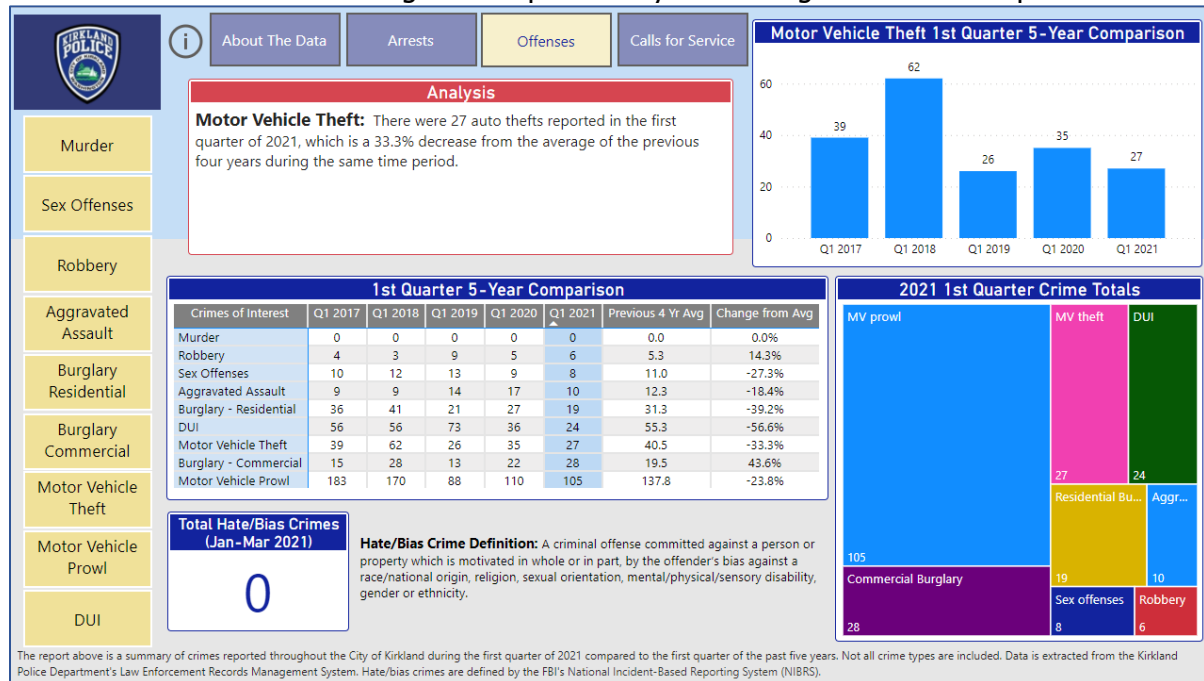 KIRKLAND
POLICE
About The Data
Arrests
Offenses
Calls for Service
Murder
Sex Offenses
Robbery
Aggravated
Assault
Burglary
Residential
Burglary
Commercial
Motor Vehicle
Theft
Motor Vehicle
Prowl
DUI
Analysis
Motor Vehicle Theft: There were 27 auto thefts reported in the first
quarter of 2021, which is a 33.3% decrease from the average of the previous
four years during the same time period.
Motor Vehicle Theft 1st Quarter 5-Year Comparison
60
40
20
0
39
62
26
35
27
Q1 2017 Q1 2018 Q1 2019 Q1 2020 Q1 2021
1st Quarter 5-Year Comparison
Crimes of Interest Q1 2017 Q1 2018 Q1 2019 Q1 2020 Q1 2021 Previous 4 Yr Avg Change from Avg
Murder 0 0 0 0 0 0.0 0.0%
Robbery 4 3 9 5 6 5.3 14.3%
Sex Offenses 10 12 13 9 8 11.0 -27.3%
Aggravated Assault 9 9 14 17 10 12.3 -18.4%
Burglary - Residential 36 41 21 27 19 31.3 -39.2%
DUI 56 56 73 36 24 55.3 -56.6%
Motor Vehicle Theft 39 62 26 35 27 40.5 -33.3%
Burglary - Commercial 15 28 13 22 28 19.5 43.6%
Motor Vehicle Prowl 183 170 88 110 105 137.8 -23.8%
2021 1st Quarter Crime Totals
MV prowl
105
Commercial Burglary
28
MV theft
27
DUI
24
Residential Bu...
19
Aggr...
10
Sex offenses
8
Robbery
6
Total Hate/Bias Crimes
(Jan-Mar 2021)
0
Hate/Bias Crime Definition: A criminal offense committed against a person or
property which is motivated in whole or in part, by the offender's bias against a
race/national origin, religion, sexual orientation, mental/physical/sensory disability,
gender or ethnicity.
The report above is a summary of crimes reported throughout the City of Kirkland during the first quarter of 2021 compared to the first quarter of the past five years. Not all crime types are included. Data is extracted from the Kirkland
Police Department's Law Enforcement Records Management System. Hate/bias crimes are defined by the FBI's National Incident-Based Reporting System (NIBRS).